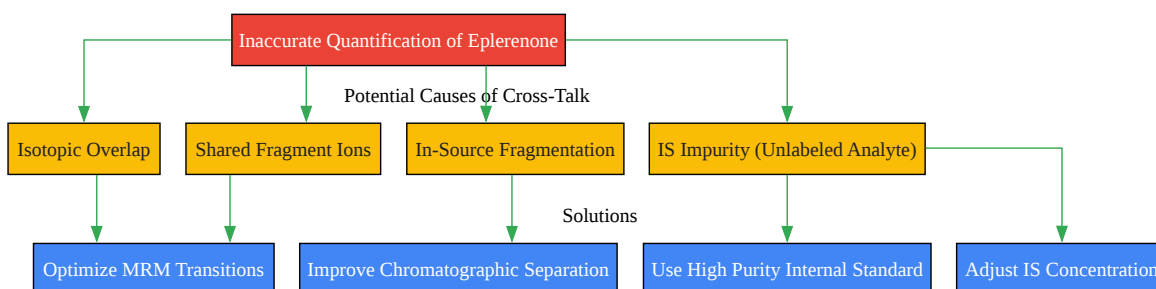 Inaccurate Quantification of Eplerenone
Potential Causes of Cross-Talk
Isotopic Overlap
Shared Fragment Ions
In-Source Fragmentation
IS Impurity (Unlabeled Analyte)
Solutions
Optimize MRM Transitions
Improve Chromatographic Separation
Use High Purity Internal Standard
Adjust IS Concentration